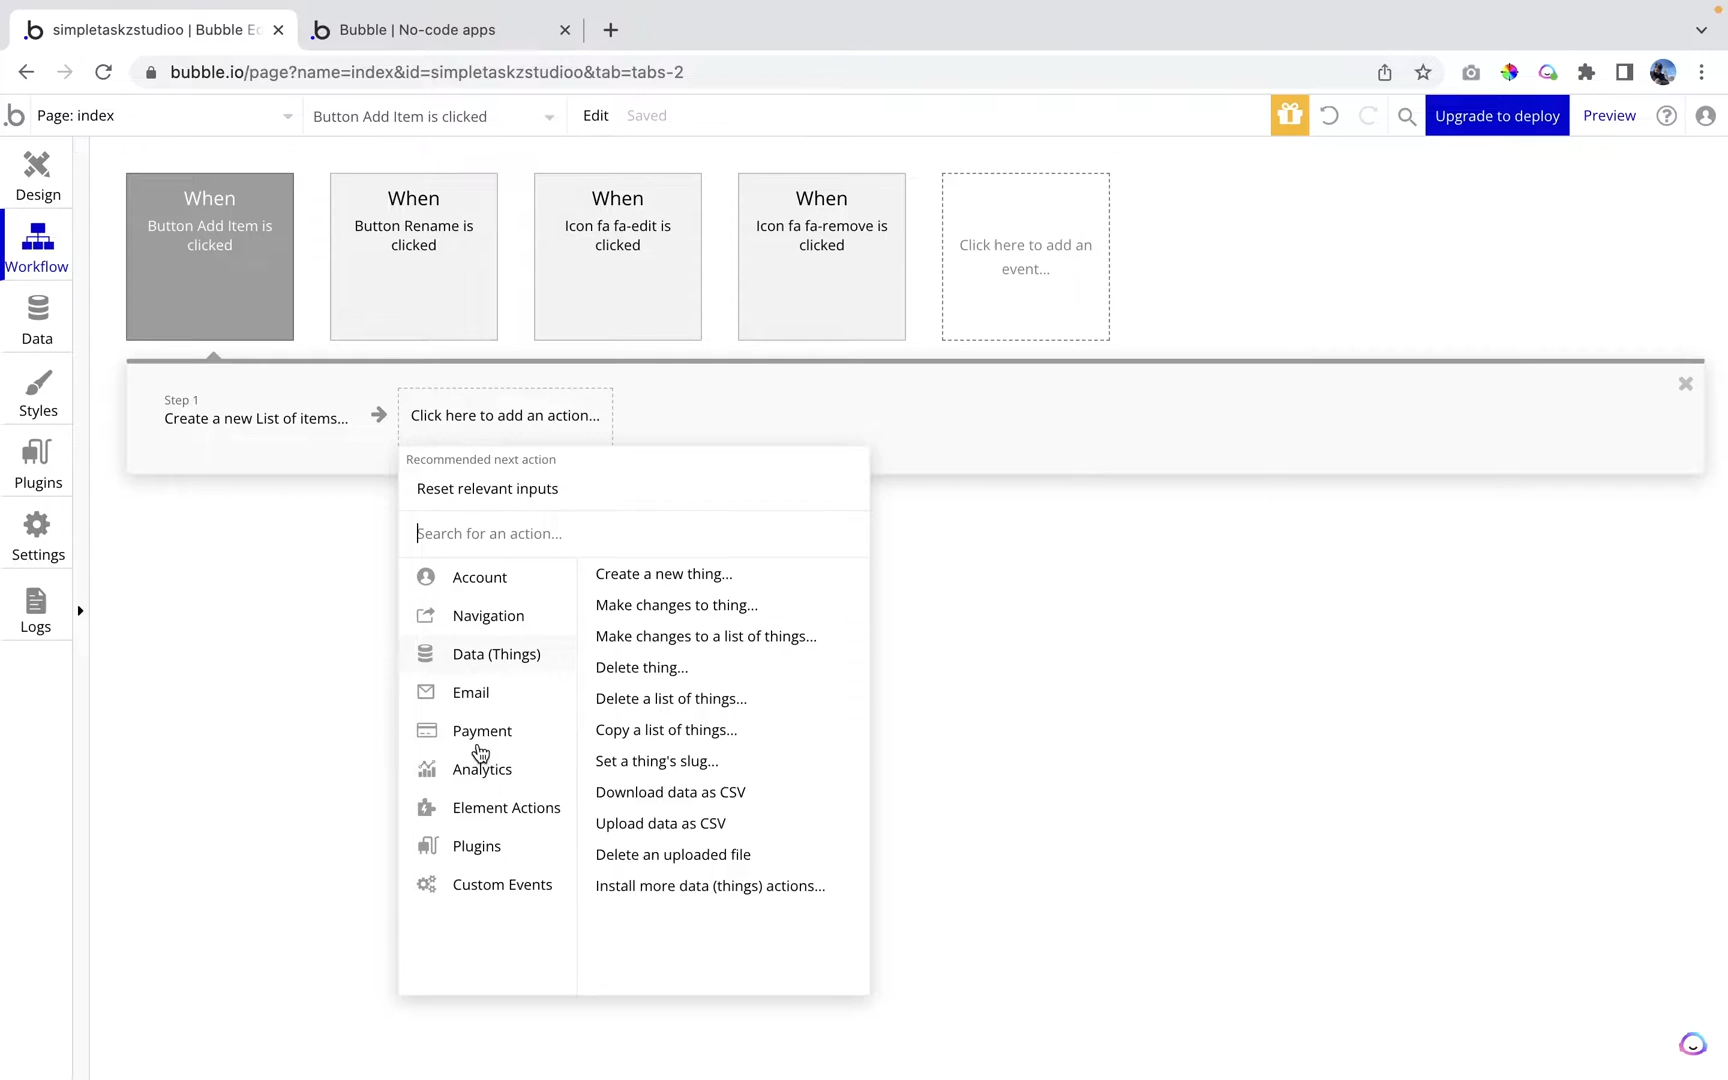 simpletaskzstudioo | Bubble Ec
Bubble | No-code apps
bubble.io/page?name=index&id=simpletaskzstudioo&tab=tabs-2
Page: index
Button Add Item is clicked
Edit
Saved
Upgrade to deploy
Preview
Design
Workflow
Data
Styles
Plugins
Settings
Logs
When
Button Add Item is
clicked
When
Button Rename is
clicked
When
Icon fa fa-edit is
clicked
When
Icon fa fa-remove is
clicked
Click here to add an
event...
Step 1
Create a new List of items...
Click here to add an action...
Recommended next action
Reset relevant inputs
Search for an action...
Account
Navigation
Data (Things)
Email
Payment
Analytics
Element Actions
Plugins
Custom Events
Create a new thing...
Make changes to thing...
Make changes to a list of things...
Delete thing...
Delete a list of things...
Copy a list of things...
Set a thing's slug...
Download data as CSV
Upload data as CSV
Delete an uploaded file
Install more data (things) actions...